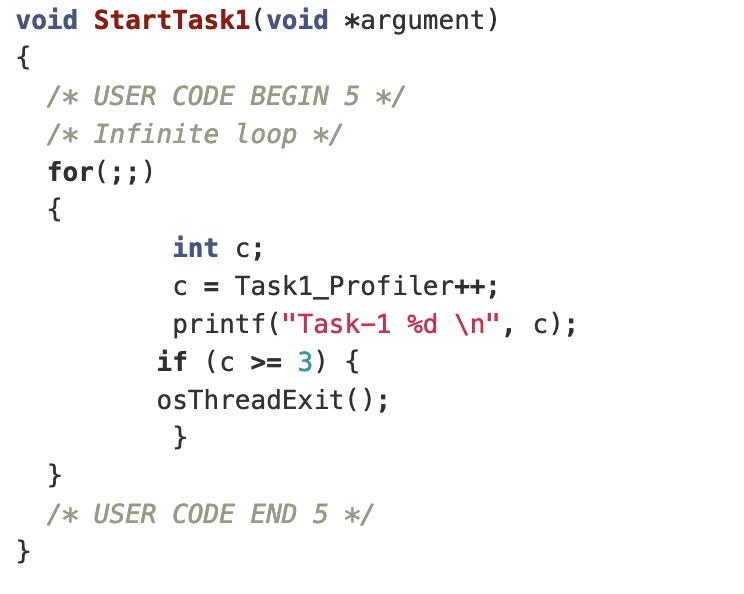 void StartTask1(void *argument)
{
  /* USER CODE BEGIN 5 */
  /* Infinite loop */
  for(;;)
  {
          int c;
          c = Task1_Profiler++;
          printf("Task-1 %d \n", c);
         if (c >= 3) {
         osThreadExit();
          }
  }
  /* USER CODE END 5 */
}